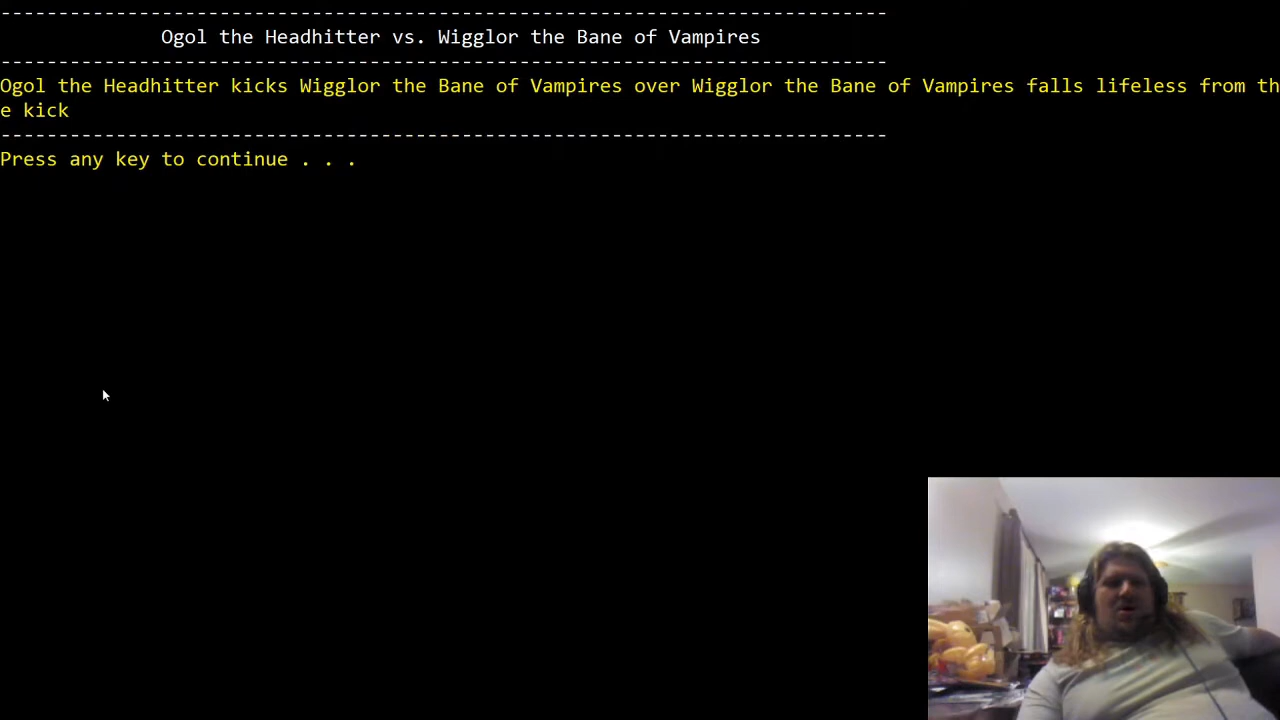 -----------------------------------------------------------------------------
Ogol the Headhitter vs. Wigglor the Bane of Vampires
-----------------------------------------------------------------------------
Ogol the Headhitter kicks Wigglor the Bane of Vampires over Wigglor the Bane of Vampires falls lifeless from th
e kick
-----------------------------------------------------------------------------
Press any key to continue . . .